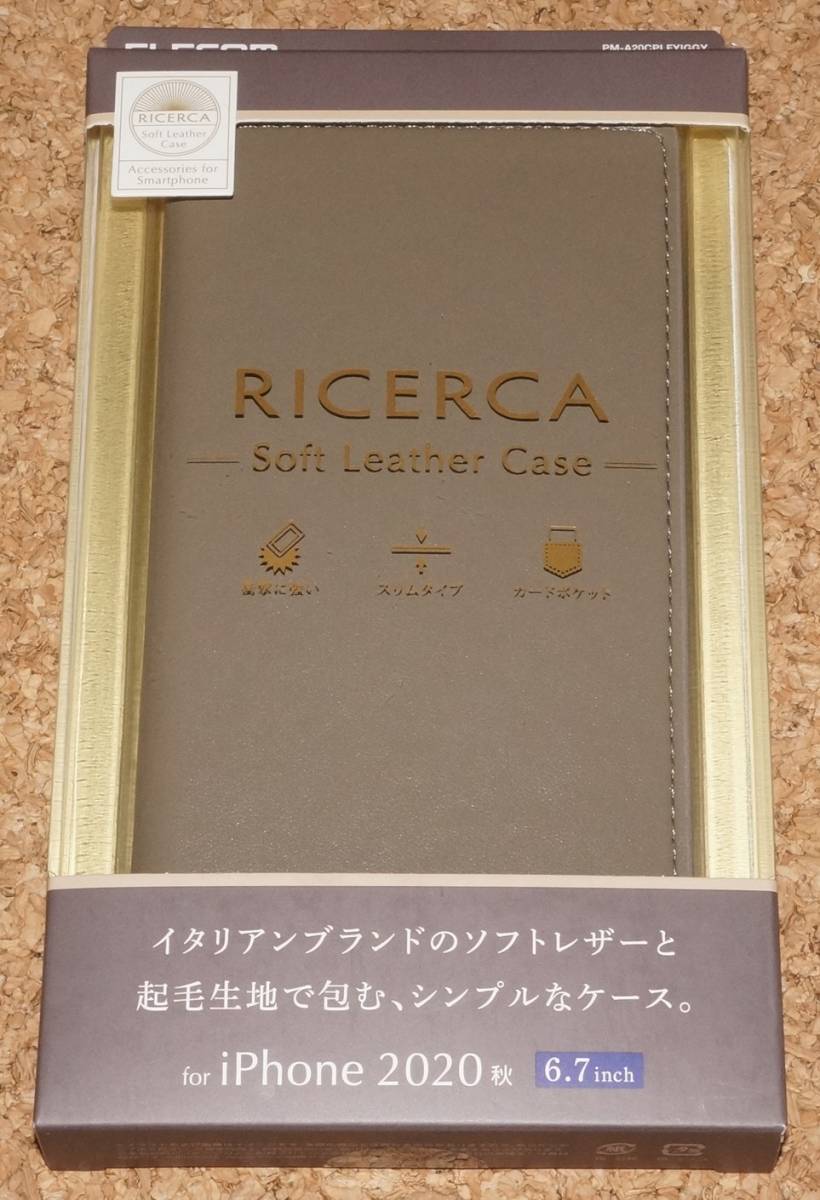 ELECOM
PM-A20CPLFYIGGY
RICERCA
Soft Leather
Case
Accessories for
Smartphone
RICERCA
Soft Leather Case
衝撃に強い スリムタイプ カードポケット
イタリアンブランドのソフトレザーと
起毛生地で包む、シンプルなケース。
for iPhone 2020 秋 6.7inch